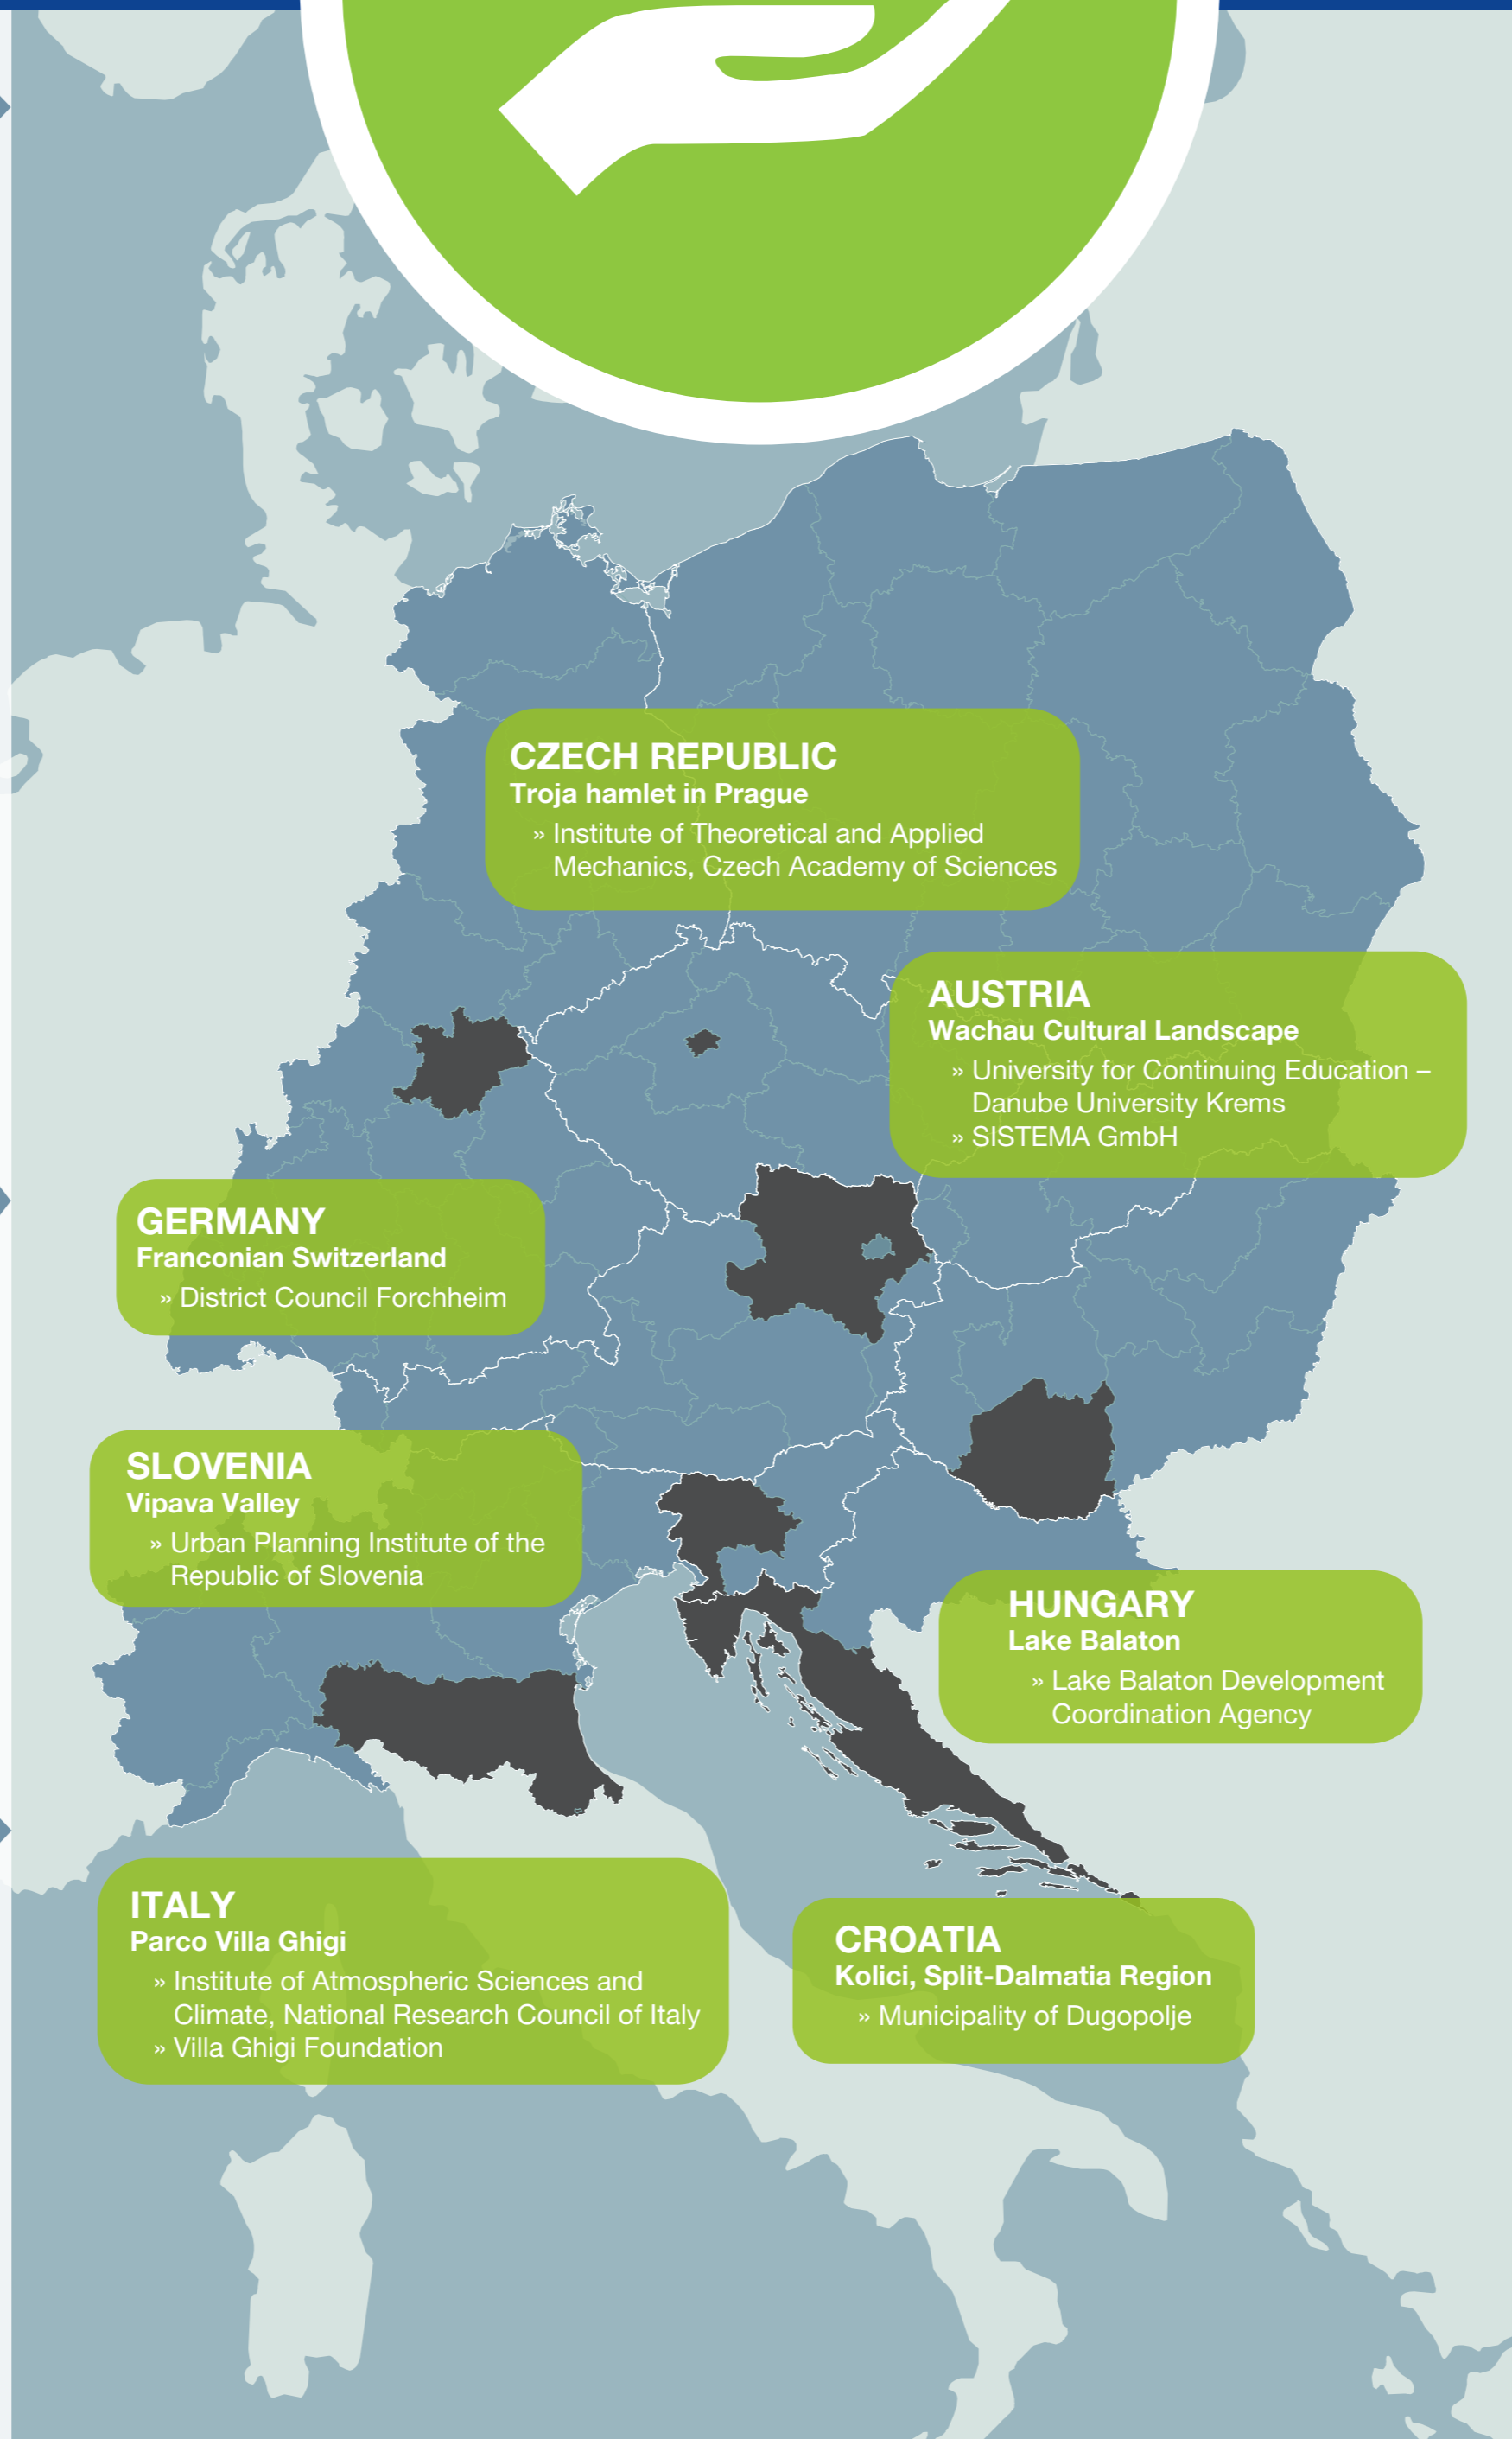 CZECH REPUBLIC
Troja hamlet in Prague
» Institute of Theoretical and Applied
Mechanics, Czech Academy of Sciences
AUSTRIA
Wachau Cultural Landscape
» University for Continuing Education –
Danube University Krems
» SISTEMA GmbH
GERMANY
Franconian Switzerland
» District Council Forchheim
SLOVENIA
Vipava Valley
» Urban Planning Institute of the
Republic of Slovenia
HUNGARY
Lake Balaton
» Lake Balaton Development
Coordination Agency
ITALY
Parco Villa Ghigi
» Institute of Atmospheric Sciences and
Climate, National Research Council of Italy
» Villa Ghigi Foundation
CROATIA
Kolici, Split-Dalmatia Region
» Municipality of Dugopolje